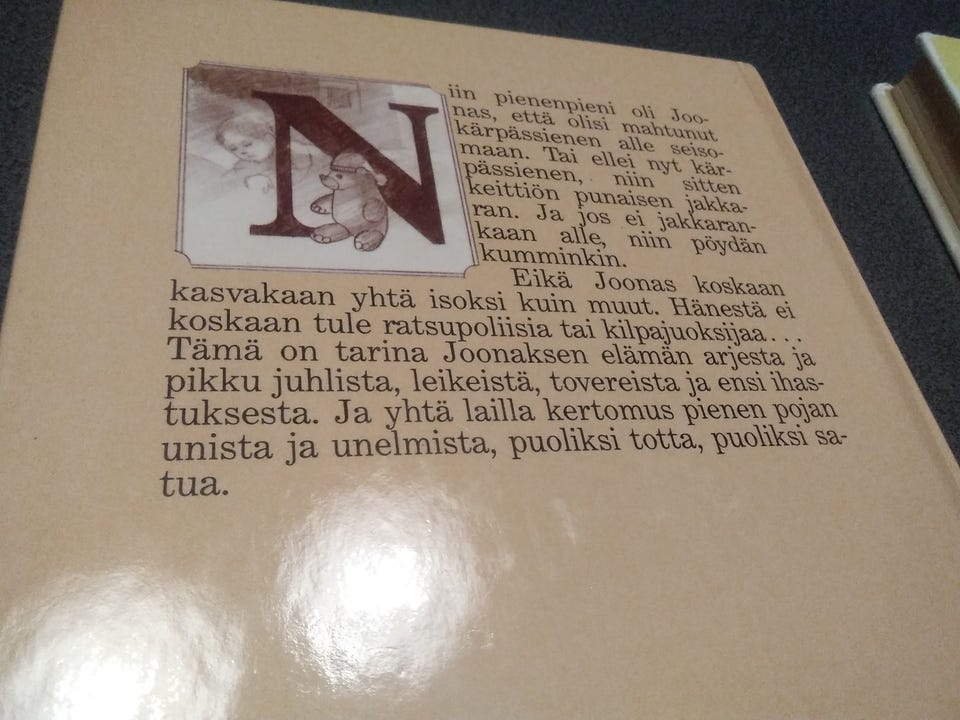 Niin pienenpieni oli Joo-
nas, että olisi mahtunut
kärpässienen alle seiso-
maan. Tai ellei nyt kär-
pässienen, niin sitten
keittiön punaisen jakka-
ran. Ja jos ei jakkaran-
kaan alle, niin pöydän
kumminkin.
Eikä Joonas koskaan
kasvakaan yhtä isoksi kuin muut. Hänestä ei
koskaan tule ratsupoliisia tai kilpajuoksijaa...
Tämä on tarina Joonaksen elämän arjesta ja
pikku juhlista, leikeistä, tovereista ja ensi ihas-
tuksesta. Ja yhtä lailla kertomus pienen pojan
unista ja unelmista, puoliksi totta, puoliksi sa-
tua.